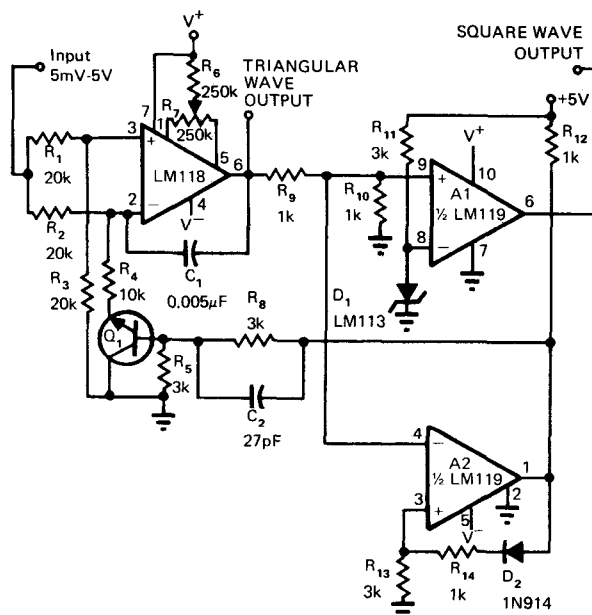 Input
5mV-5V
V+
R6
250k
TRIANGULAR
WAVE
OUTPUT
SQUARE WAVE
OUTPUT
+5V
R7
250k
7
1
3
+
LM118
5
6
2
−
4
V−
R1
20k
R2
20k
R3
20k
R4
10k
C1
0.005μF
R9
1k
R10
1k
R11
3k
R12
1k
V+
9
+
A1
10
½ LM119
6
8
−
7
D1
LM113
Q1
R5
3k
R8
3k
C2
27pF
4
−
A2
½ LM119
1
2
3
+
5
V−
R13
3k
R14
1k
D2
1N914